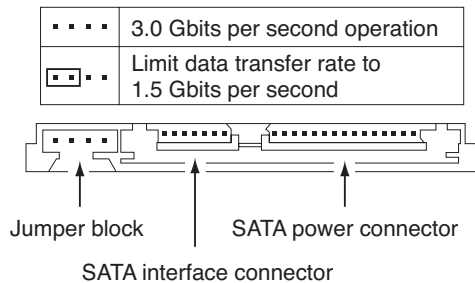 3.0 Gbits per second operation
Limit data transfer rate to
1.5 Gbits per second
Jumper block
SATA power connector
SATA interface connector